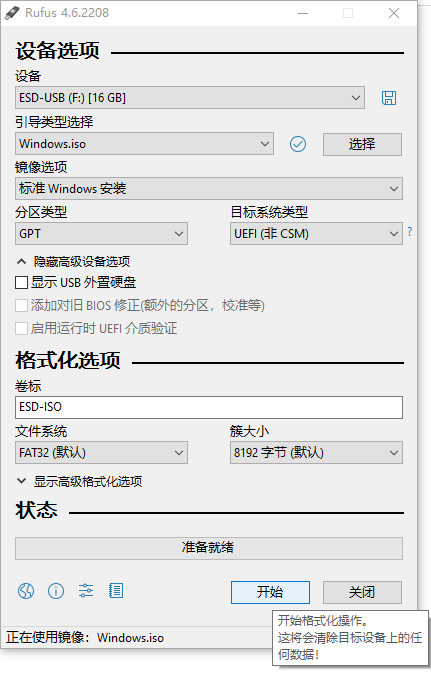 Rufus 4.6.2208
设备选项
设备
ESD-USB (F:) [16 GB]
引导类型选择
Windows.iso
选择
镜像选项
标准 Windows 安装
分区类型
目标系统类型
GPT
UEFI (非 CSM)
?
隐藏高级设备选项
显示 USB 外置硬盘
添加对旧 BIOS 修正(额外的分区，校准等)
启用运行时 UEFI 介质验证
格式化选项
卷标
ESD-ISO
文件系统
簇大小
FAT32 (默认)
8192 字节 (默认)
显示高级格式化选项
状态
准备就绪
开始
关闭
开始格式化操作。
这将会清除目标设备上的任
何数据!
正在使用镜像：Windows.iso